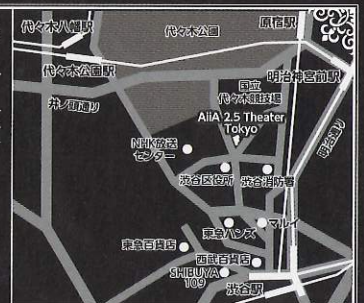 原宿駅
代々木八幡駅
代々木公園
代々木公園駅
明治神宮前駅
国立
代々木競技場
井ノ頭通り
AiiA 2.5 Theater
Tokyo
明治通り
NHK放送
センター
渋谷区役所
渋谷消防署
東急ハンズ
マルイ
東急百貨店
西武百貨店
SHIBUYA
109
渋谷駅